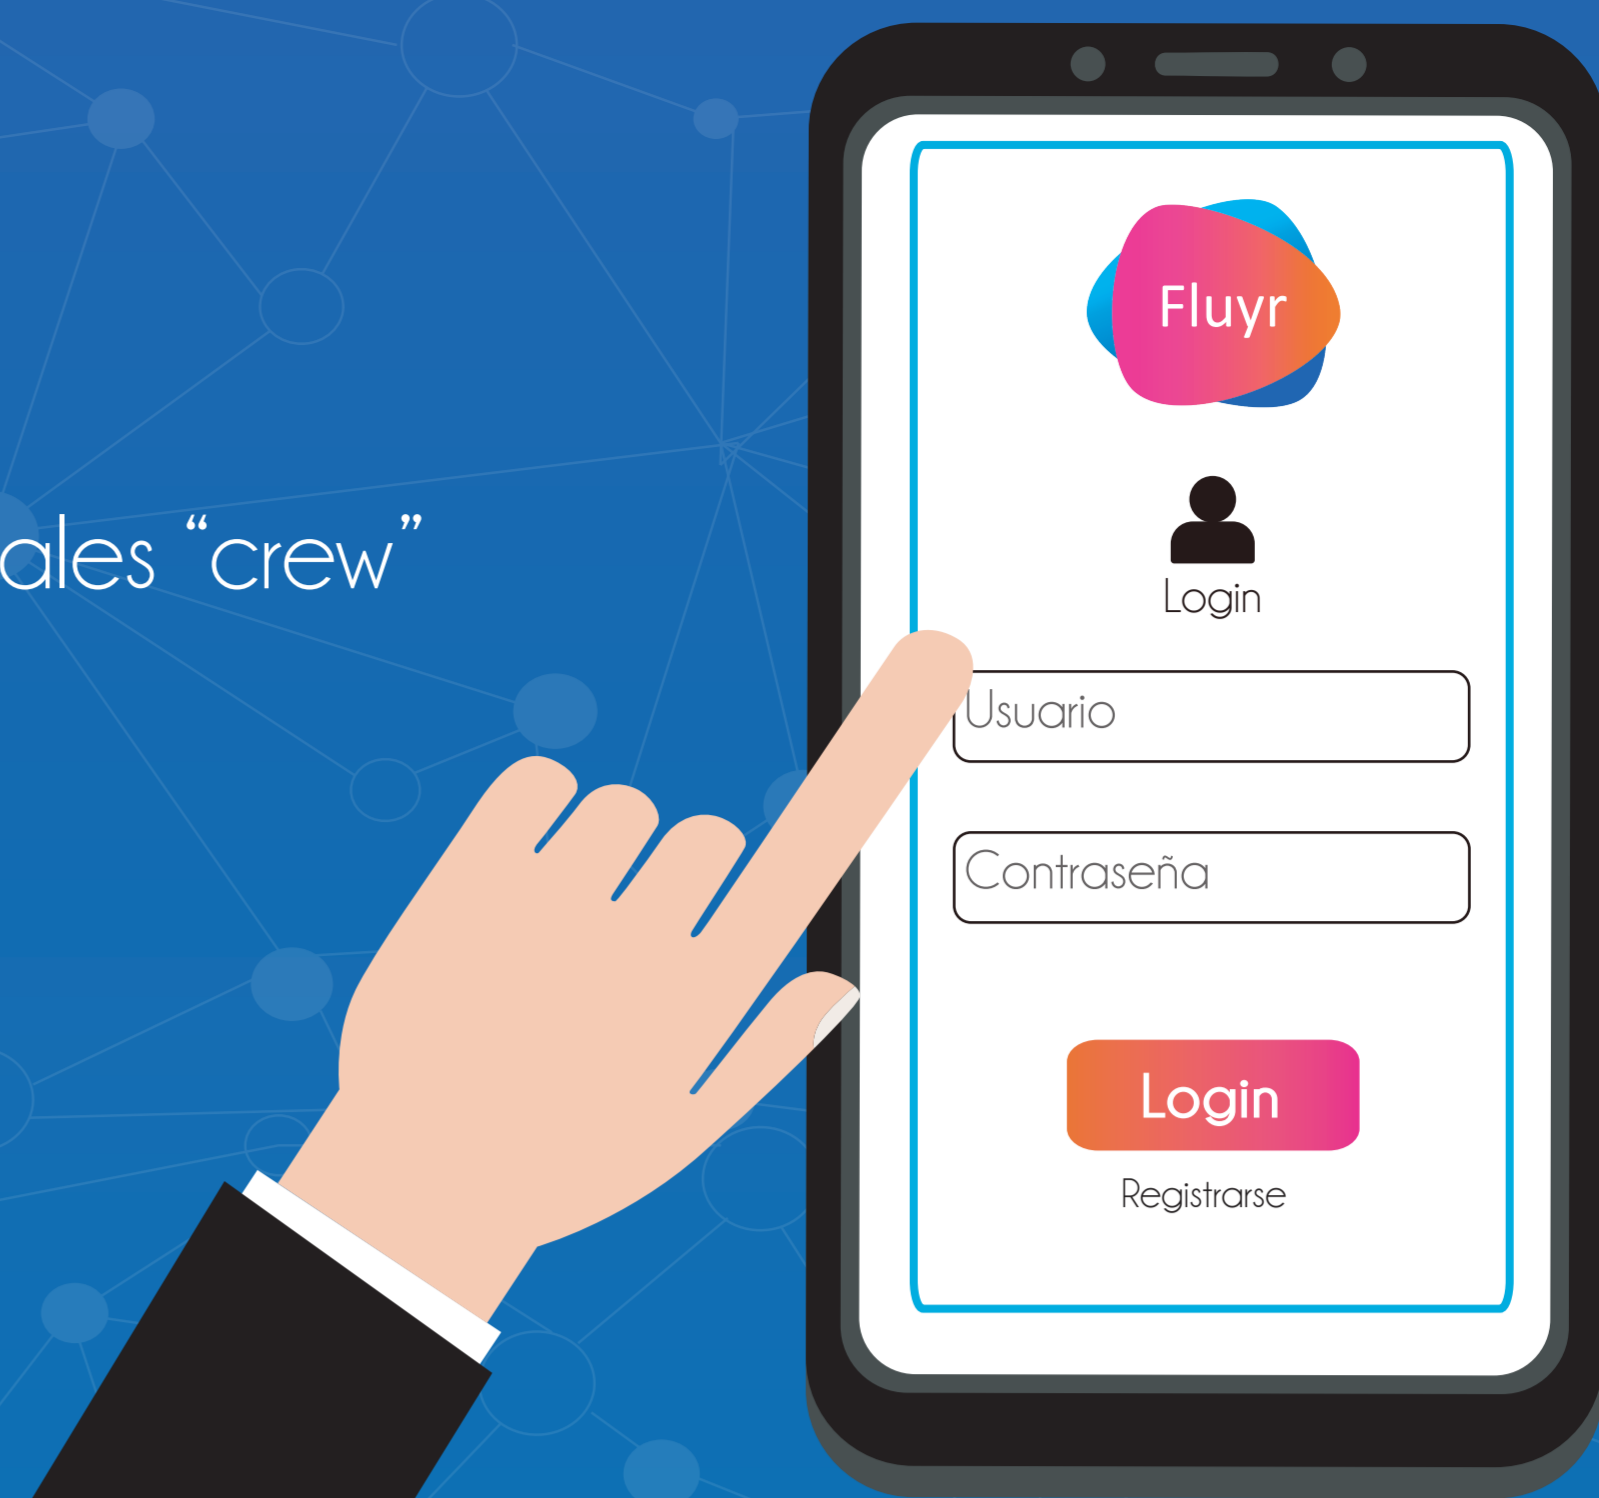 ales “crew”
Fluyr
Login
Usuario
Contraseña
Login
Registrarse